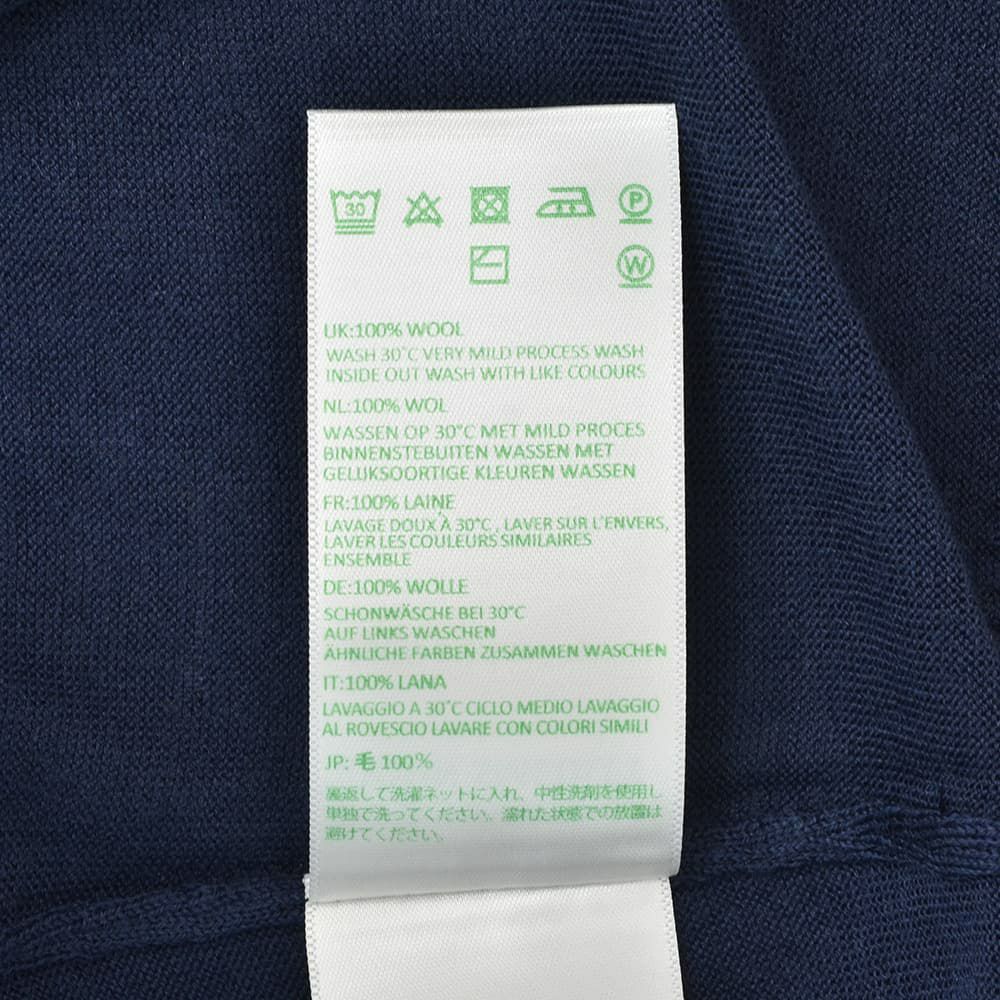 30
P
W
UK:100% WOOL
WASH 30°C VERY MILD PROCESS WASH
INSIDE OUT WASH WITH LIKE COLOURS
NL:100% WOL
WASSEN OP 30°C MET MILD PROCES
BINNENSTEBUITEN WASSEN MET
GELIJKSOORTIGE KLEUREN WASSEN
FR:100% LAINE
LAVAGE DOUX À 30°C , LAVER SUR L'ENVERS,
LAVER LES COULEURS SIMILAIRES
ENSEMBLE
DE:100% WOLLE
SCHONWÄSCHE BEI 30°C
AUF LINKS WASCHEN
ÄHNLICHE FARBEN ZUSAMMEN WASCHEN
IT:100% LANA
LAVAGGIO A 30°C CICLO MEDIO LAVAGGIO
AL ROVESCIO LAVARE CON COLORI SIMILI
JP: 毛 100%
裏返して洗濯ネットに入れ、中性洗剤を使用し
単独で洗ってください。濡れた状態での放置は
避けてください。